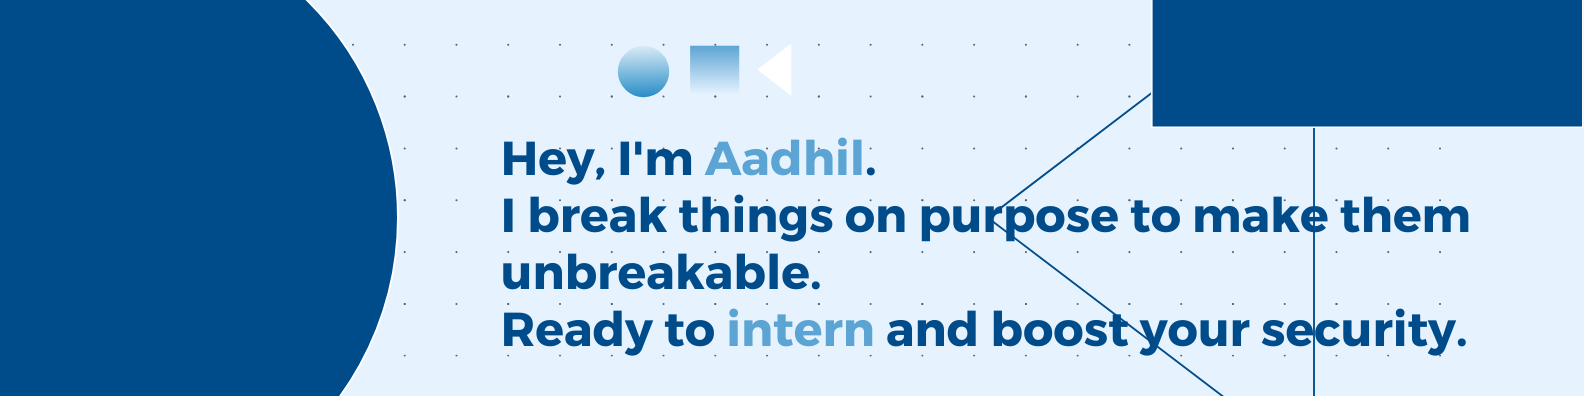 Hey, I'm Aadhil.
I break things on purpose to make them
unbreakable.
Ready to intern and boost your security.